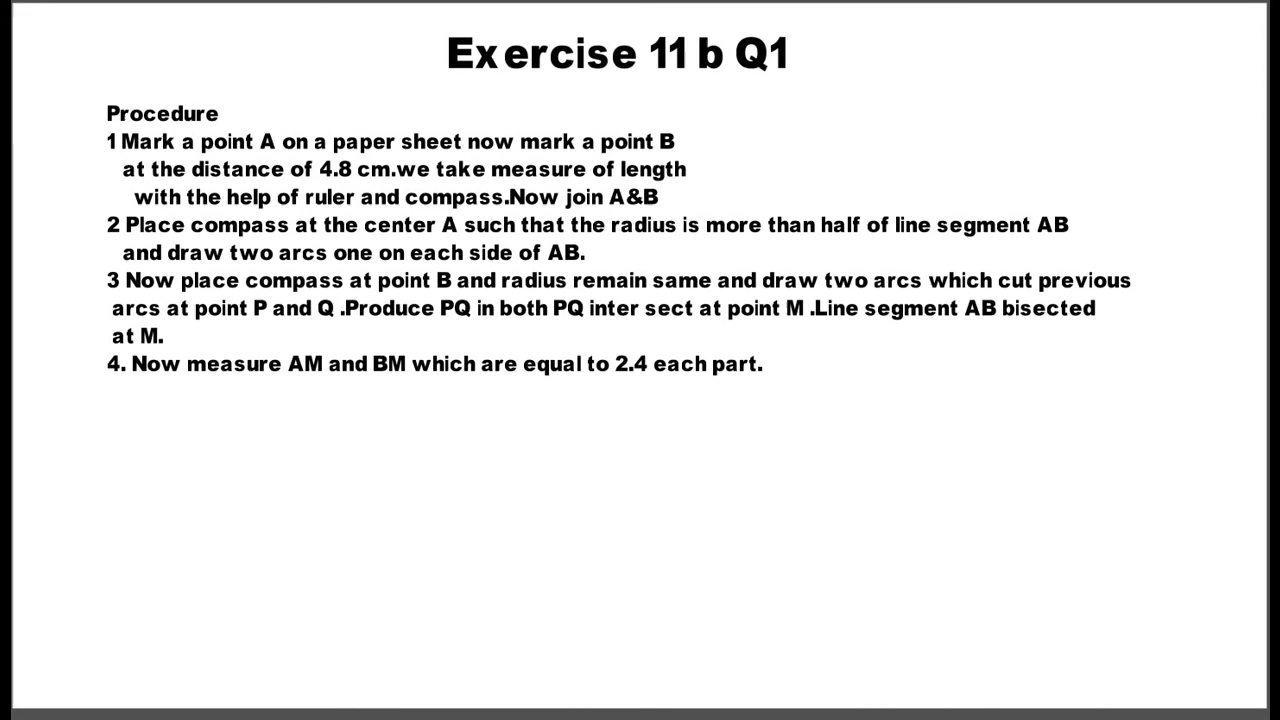 Exercise 11 b Q1
Procedure
1 Mark a point A on a paper sheet now mark a point B
at the distance of 4.8 cm.we take measure of length
with the help of ruler and compass.Now join A&B
2 Place compass at the center A such that the radius is more than half of line segment AB
and draw two arcs one on each side of AB.
3 Now place compass at point B and radius remain same and draw two arcs which cut previous
arcs at point P and Q .Produce PQ in both PQ inter sect at point M .Line segment AB bisected
at M.
4. Now measure AM and BM which are equal to 2.4 each part.